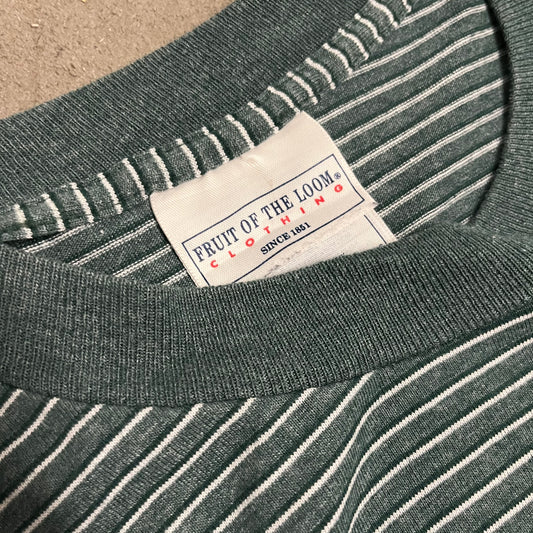 FRUIT OF THE LOOM®
CLOTHING
SINCE 1851